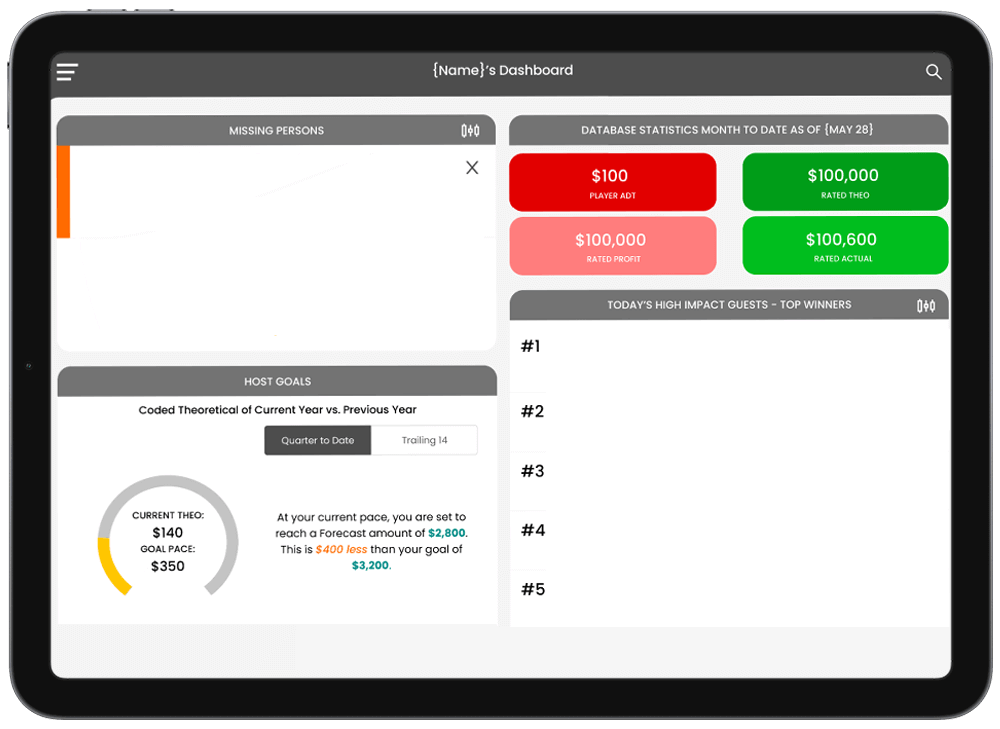 {Name}'s Dashboard
MISSING PERSONS
HOST GOALS
Coded Theoretical of Current Year vs. Previous Year
Quarter to Date
Trailing 14
CURRENT THEO:
$140
GOAL PACE:
$350
At your current pace, you are set to
reach a Forecast amount of $2,800.
This is $400 less than your goal of
$3,200.
DATABASE STATISTICS MONTH TO DATE AS OF {MAY 28}
$100
PLAYER ADT
$100,000
RATED THEO
$100,000
RATED PROFIT
$100,600
RATED ACTUAL
TODAY'S HIGH IMPACT GUESTS - TOP WINNERS
#1
#2
#3
#4
#5